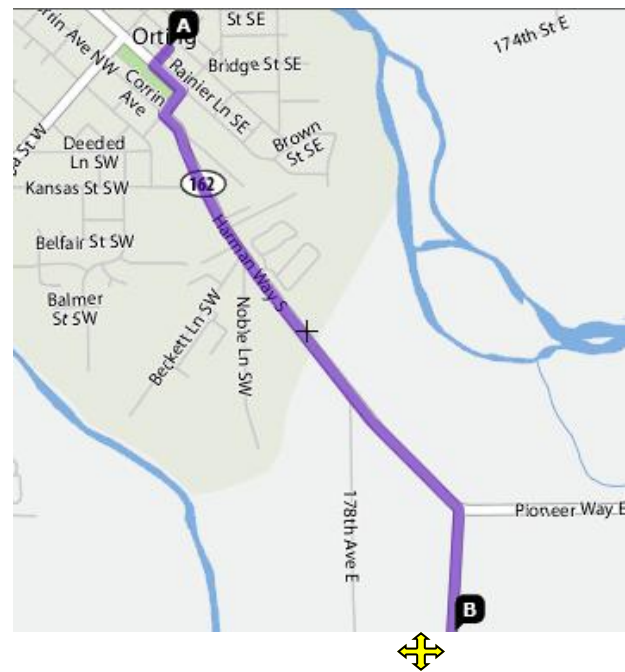 A
St SE
174th St E
Orting
Corrin Ave NW
Bridge St SE
Rainier Ln SE
Corrin
Ave
Brown
St SE
Deeded
Ln SW
a St W
Kansas St SW
162
Belfair St SW
Harman Way S
Balmer
St SW
Beckett Ln SW
Noble Ln SW
178th Ave E
Pioneer Way E
B